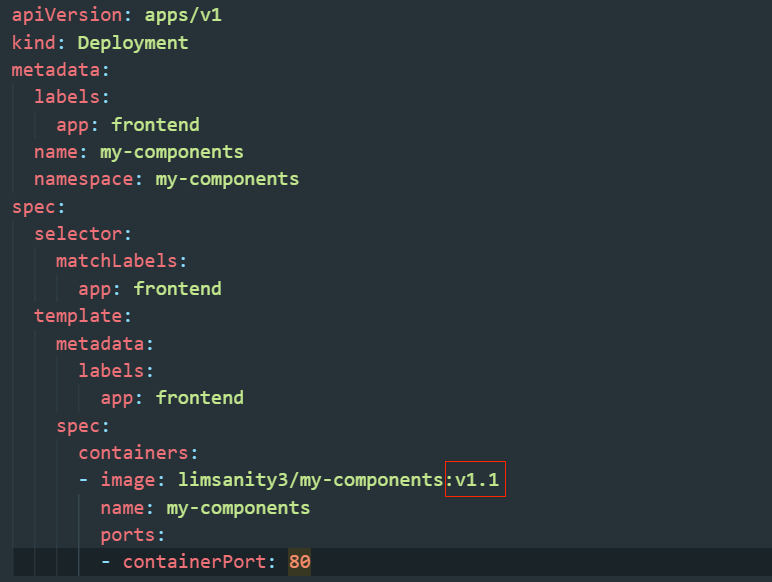 apiVersion: apps/v1
kind: Deployment
metadata:
  labels:
    app: frontend
  name: my-components
  namespace: my-components
spec:
  selector:
    matchLabels:
      app: frontend
  template:
    metadata:
      labels:
        app: frontend
    spec:
      containers:
      - image: limsanity3/my-components:v1.1
        name: my-components
        ports:
        - containerPort: 80